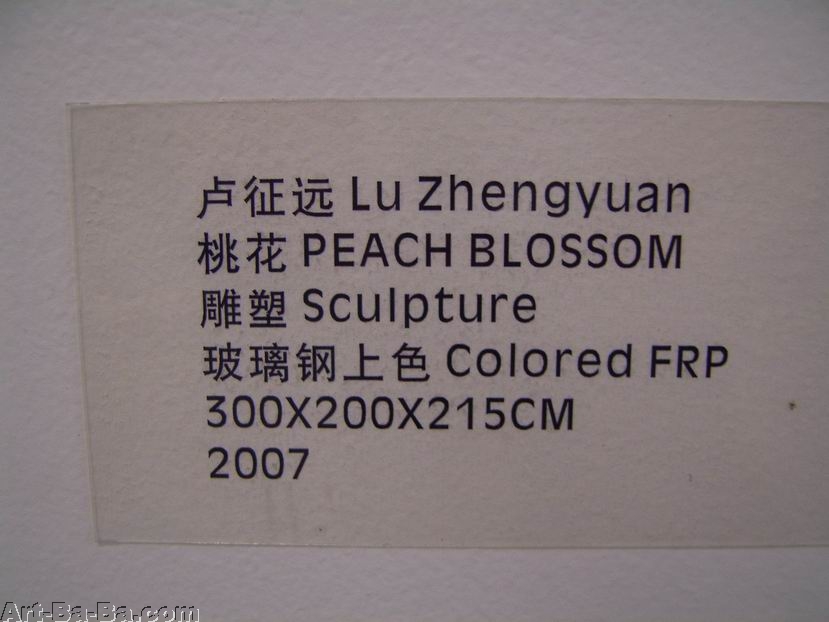 卢征远 Lu Zhengyuan
桃花 PEACH BLOSSOM
雕塑 Sculpture
玻璃钢上色 Colored FRP
300X200X215CM
2007
Art-Ba-Ba.com